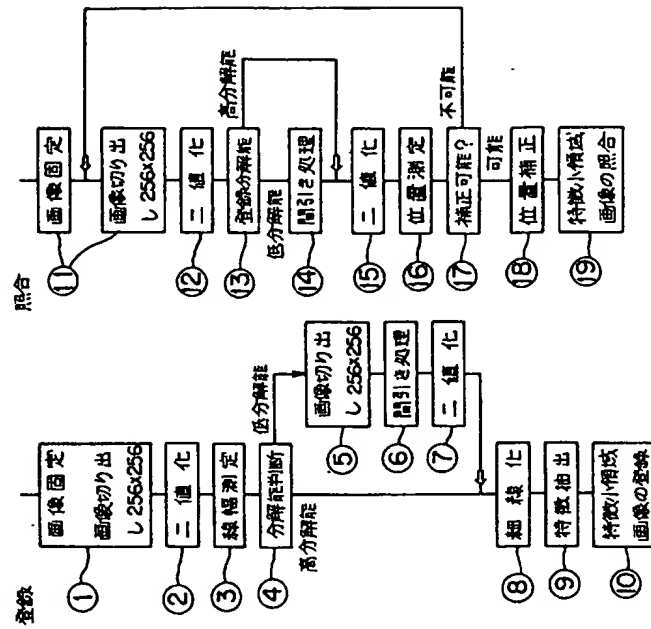 登録
画像固定
画像切り出
し 256×256
①
二値化
②
線幅測定
③
分解能判断
④
低分解能
高分解能
画像切り出
し 256×256
⑤
間引き処理
⑥
二値化
⑦
細線化
⑧
特徴抽出
⑨
特徴小領域
画像の登録
⑩
照合
画像固定
画像切り出
し 256×256
⑪
二値化
⑫
登録分解能
⑬
高分解能
低分解能
間引き処理
⑭
二値化
⑮
位置測定
⑯
補正可能?
⑰
不可能
可能
位置補正
⑱
特徴小領域
画像の照合
⑲